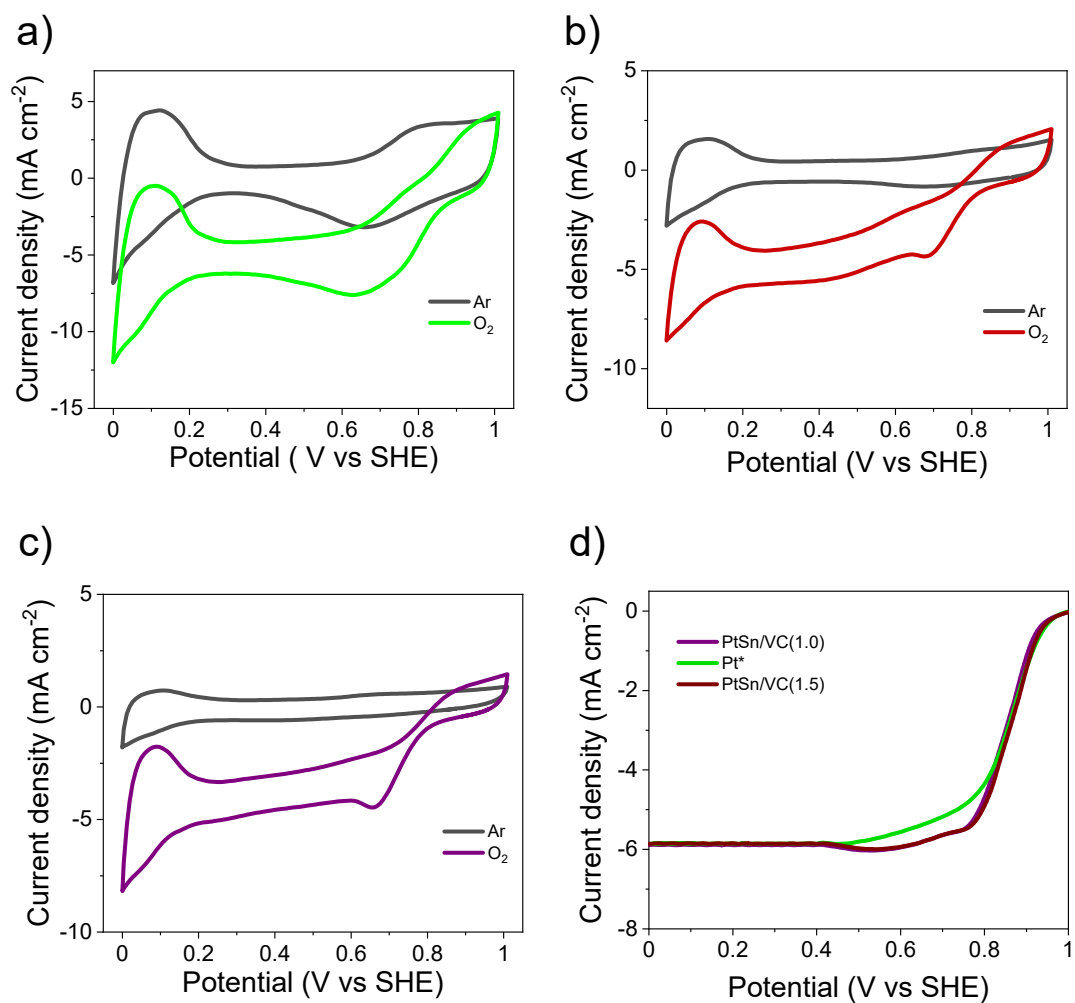 a)
Current density (mA cm-2)
5
0
-5
-10
-15
Ar
O2
0 0.2 0.4 0.6 0.8 1
Potential ( V vs SHE)
b)
Current density (mA cm-2)
5
0
-5
-10
Ar
O2
0 0.2 0.4 0.6 0.8 1
Potential (V vs SHE)
c)
Current density (mA cm-2)
5
0
-5
-10
Ar
O2
0 0.2 0.4 0.6 0.8 1
Potential (V vs SHE)
d)
Current density (mA cm-2)
0
-2
-4
-6
-8
PtSn/VC(1.0)
Pt*
PtSn/VC(1.5)
0 0.2 0.4 0.6 0.8 1
Potential (V vs SHE)